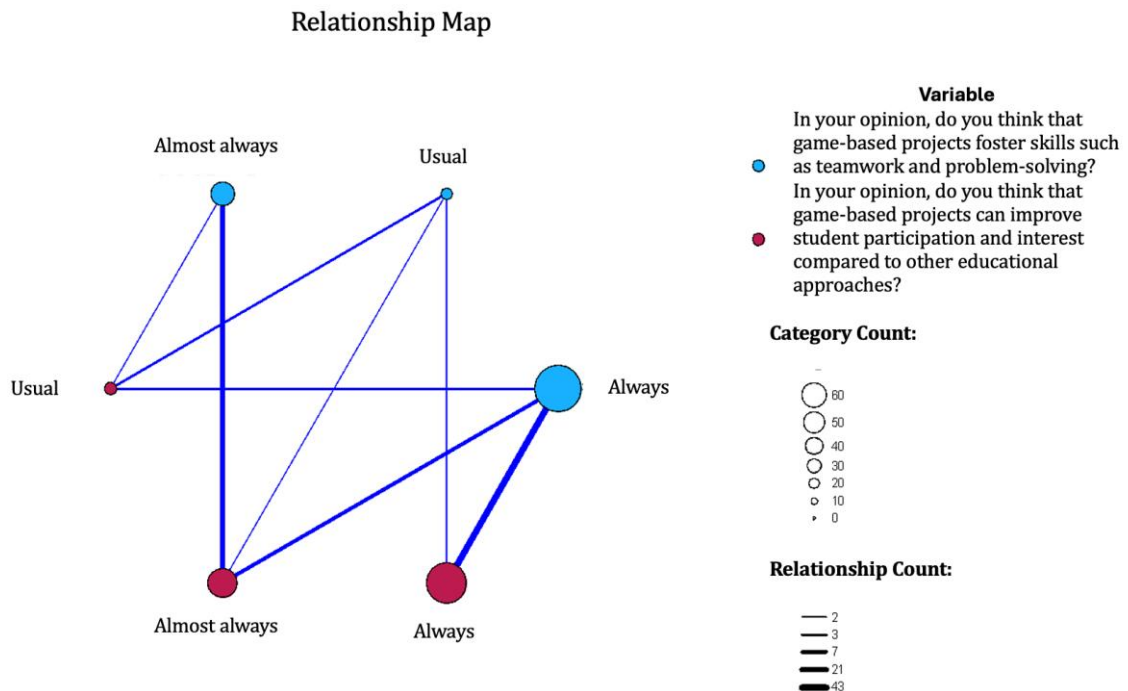 Relationship Map
Almost always
Usual
Usual
Always
Almost always
Always
Variable
In your opinion, do you think that
game-based projects foster skills such
as teamwork and problem-solving?
In your opinion, do you think that
game-based projects can improve
student participation and interest
compared to other educational
approaches?
Category Count:
60
50
40
30
20
10
0
Relationship Count:
2
3
7
21
43